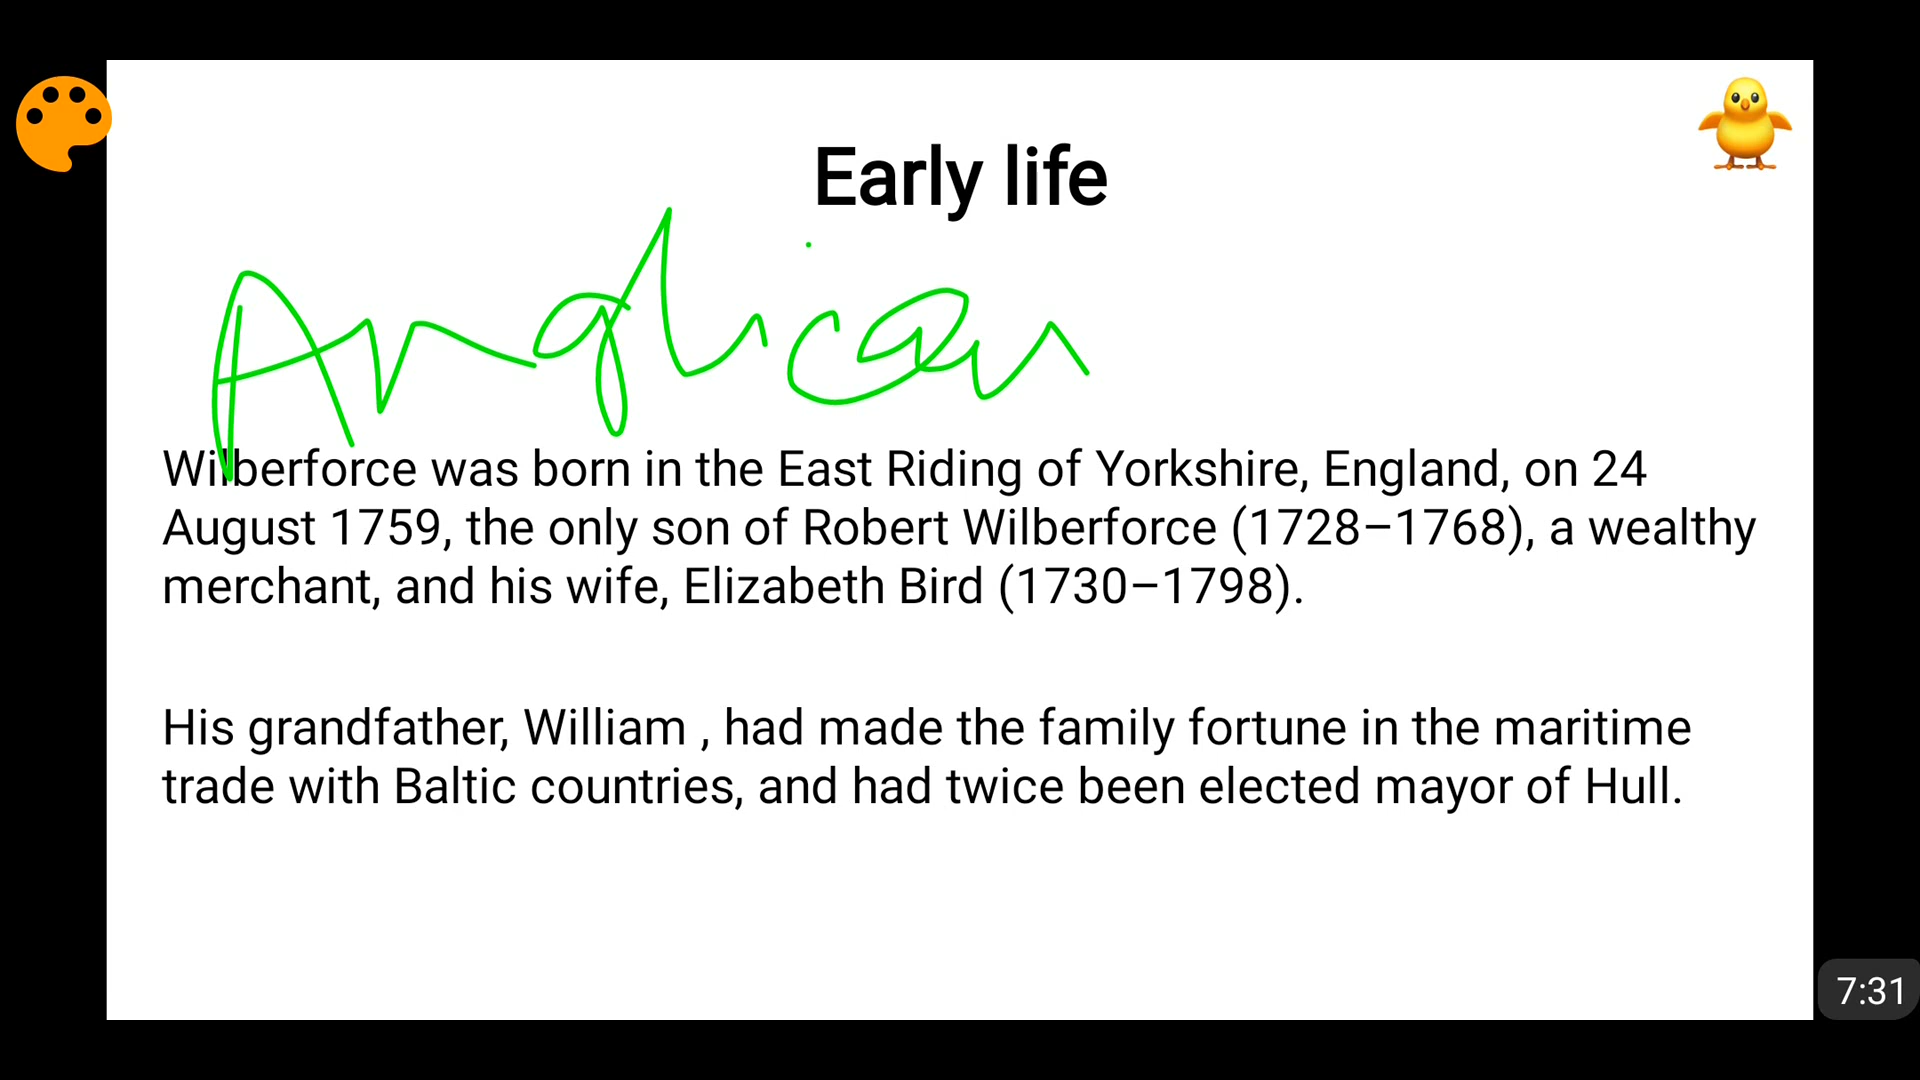 Early life
Anglican
Wilberforce was born in the East Riding of Yorkshire, England, on 24
August 1759, the only son of Robert Wilberforce (1728–1768), a wealthy
merchant, and his wife, Elizabeth Bird (1730–1798).
His grandfather, William , had made the family fortune in the maritime
trade with Baltic countries, and had twice been elected mayor of Hull.
7:31